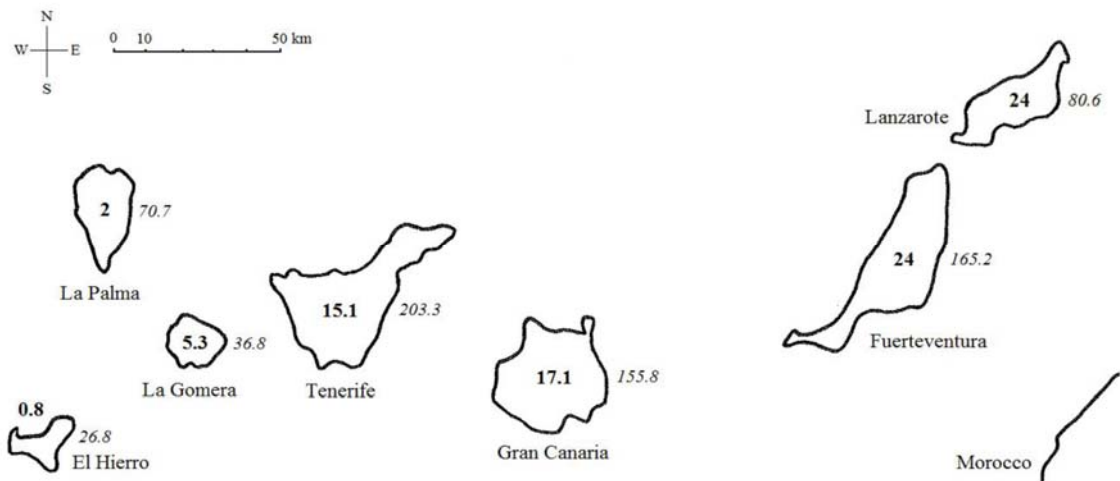 N
W E
S
0 10 50 km
Lanzarote
24
80.6
2
70.7
La Palma
24
165.2
Fuerteventura
15.1
203.3
Tenerife
5.3
36.8
La Gomera
17.1
155.8
Gran Canaria
0.8
26.8
El Hierro
Morocco